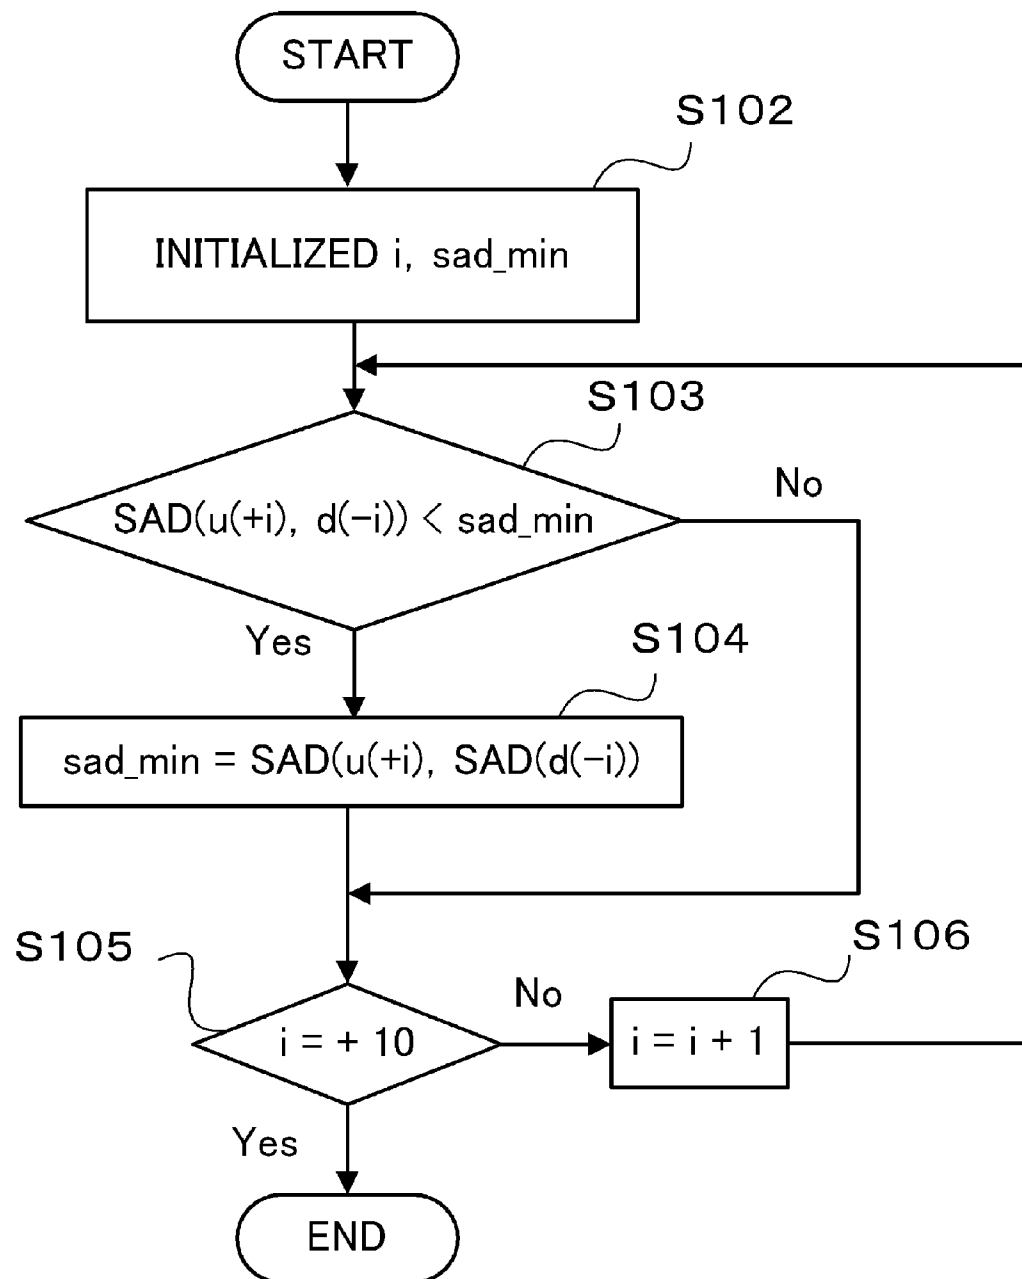 START
S102
INITIALIZED i, sad_min
S103
No
SAD(u(+i), d(-i)) < sad_min
Yes
S104
sad_min = SAD(u(+i), SAD(d(-i))
S105
S106
No
i = + 10
i = i + 1
Yes
END